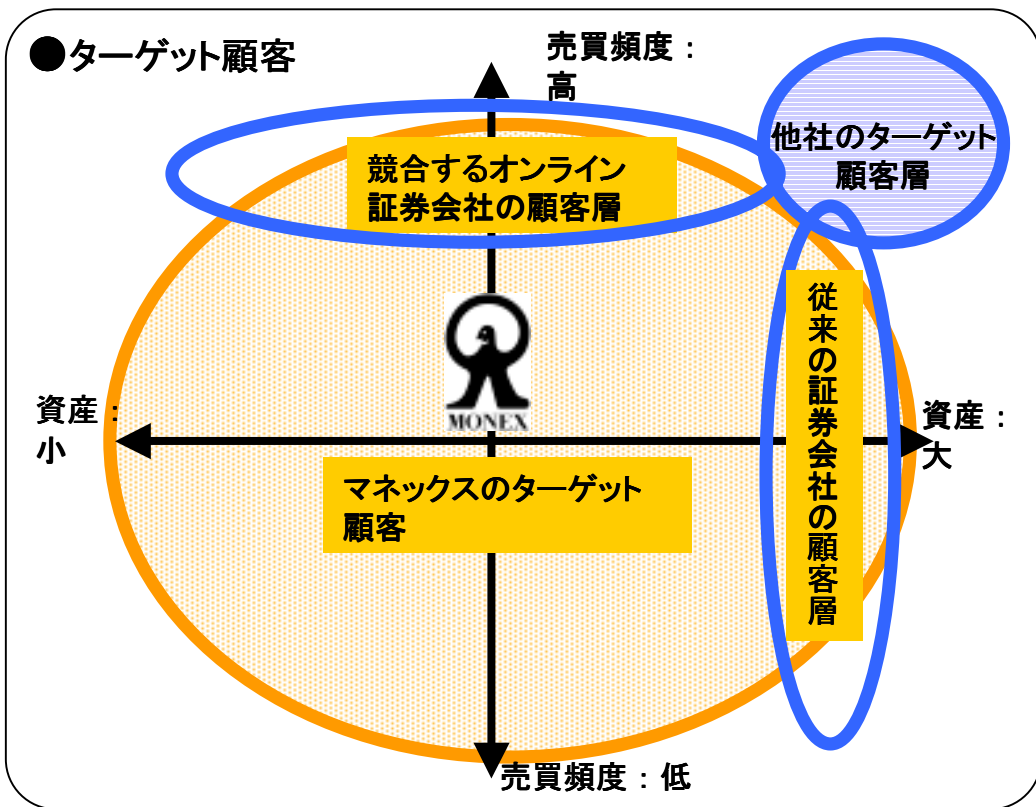 ●ターゲット顧客
売買頻度：
高
他社のターゲット
顧客層
競合するオンライン
証券会社の顧客層
従来の証券会社の顧客層
MONEX
資産：
小
資産：
大
マネックスのターゲット
顧客
売買頻度：低